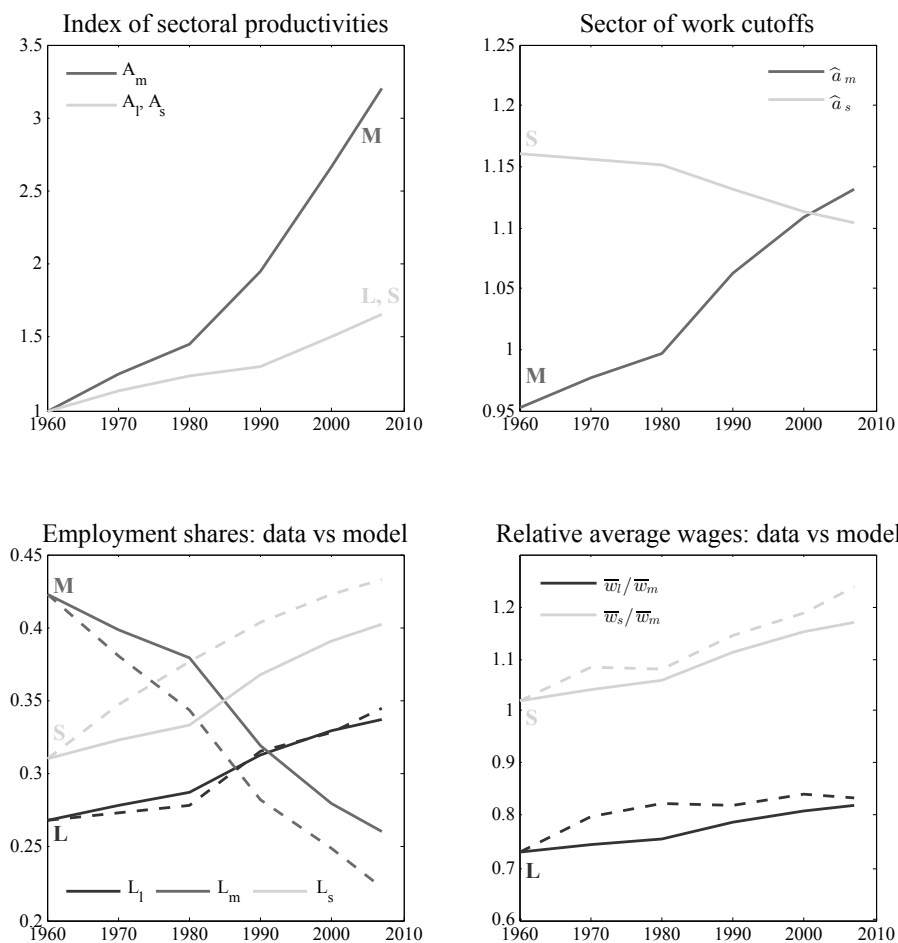 Index of sectoral productivities
3.5
3
2.5
2
1.5
1
1960 1970 1980 1990 2000 2010
A_m
A_l, A_s
M
L, S
Sector of work cutoffs
1.25
1.2
1.15
1.1
1.05
1
0.95
1960 1970 1980 1990 2000 2010
â_m
â_s
S
M
Employment shares: data vs model
0.45
0.4
0.35
0.3
0.25
0.2
1960 1970 1980 1990 2000 2010
M
S
L
L_l L_m L_s
Relative average wages: data vs model
1.2
1.1
1
0.9
0.8
0.7
0.6
1960 1970 1980 1990 2000 2010
w̅_l/w̅_m
w̅_s/w̅_m
S
L